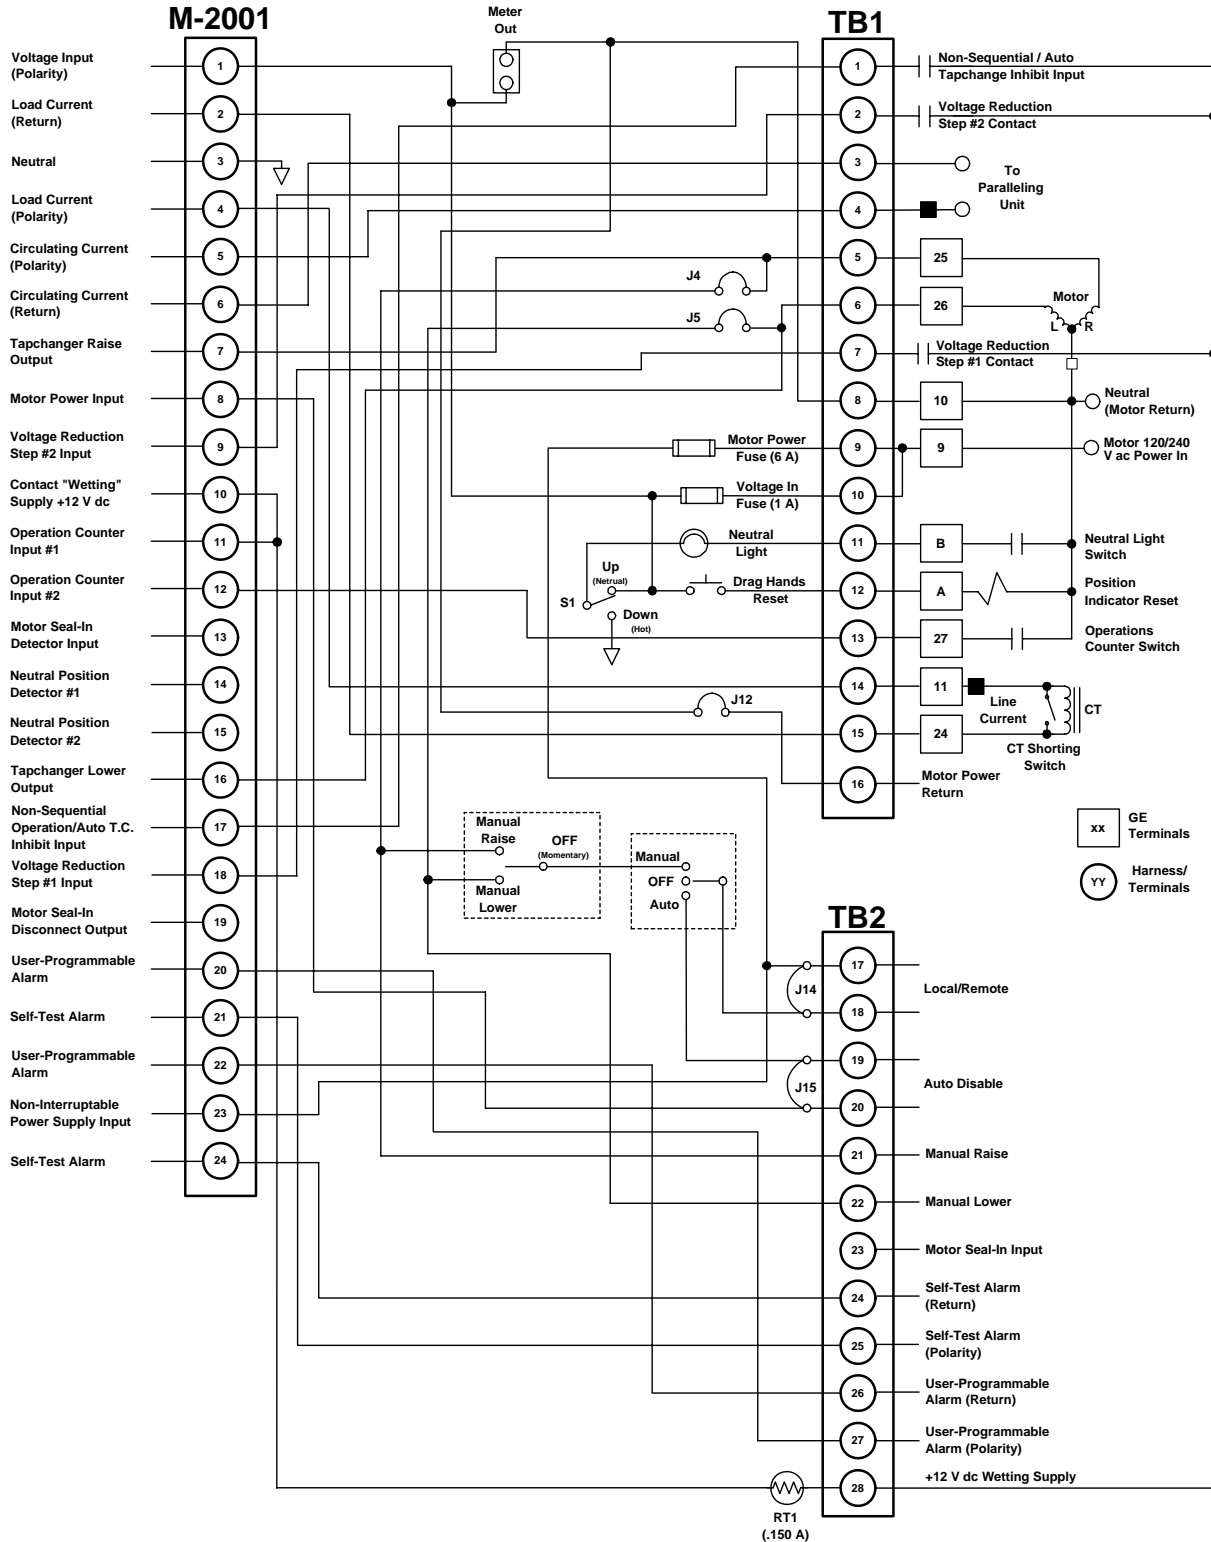 M-2001
Voltage Input
(Polarity)
1
Load Current
(Return)
2
Neutral
3
Load Current
(Polarity)
4
Circulating Current
(Polarity)
5
Circulating Current
(Return)
6
Tapchanger Raise
Output
7
Motor Power Input
8
Voltage Reduction
Step #2 Input
9
Contact "Wetting"
Supply +12 V dc
10
Operation Counter
Input #1
11
Operation Counter
Input #2
12
Motor Seal-In
Detector Input
13
Neutral Position
Detector #1
14
Neutral Position
Detector #2
15
Tapchanger Lower
Output
16
Non-Sequential
Operation/Auto T.C.
Inhibit Input
17
Voltage Reduction
Step #1 Input
18
Motor Seal-In
Disconnect Output
19
User-Programmable
Alarm
20
Self-Test Alarm
21
User-Programmable
Alarm
22
Non-Interruptable
Power Supply Input
23
Self-Test Alarm
24
Meter
Out
J4
J5
Motor Power
Fuse (6 A)
Voltage In
Fuse (1 A)
Neutral
Light
Up
(Netrual)
S1
Down
(Hot)
Drag Hands
Reset
J12
Manual
Raise
OFF
(Momentary)
Manual
Lower
Manual
OFF
Auto
J14
J15
RT1
(.150 A)
TB1
1
Non-Sequential / Auto
Tapchange Inhibit Input
2
Voltage Reduction
Step #2 Contact
3
To
Paralleling
Unit
4
5
25
6
26
Motor
L
R
7
Voltage Reduction
Step #1 Contact
8
10
Neutral
(Motor Return)
9
9
Motor 120/240
V ac Power In
10
11
B
Neutral Light
Switch
12
A
Position
Indicator Reset
13
27
Operations
Counter Switch
14
11
Line
Current
CT
15
24
CT Shorting
Switch
16
Motor Power
Return
xx
GE
Terminals
YY
Harness/
Terminals
TB2
17
Local/Remote
18
19
Auto Disable
20
21
Manual Raise
22
Manual Lower
23
Motor Seal-In Input
24
Self-Test Alarm
(Return)
25
Self-Test Alarm
(Polarity)
26
User-Programmable
Alarm (Return)
27
User-Programmable
Alarm (Polarity)
28
+12 V dc Wetting Supply